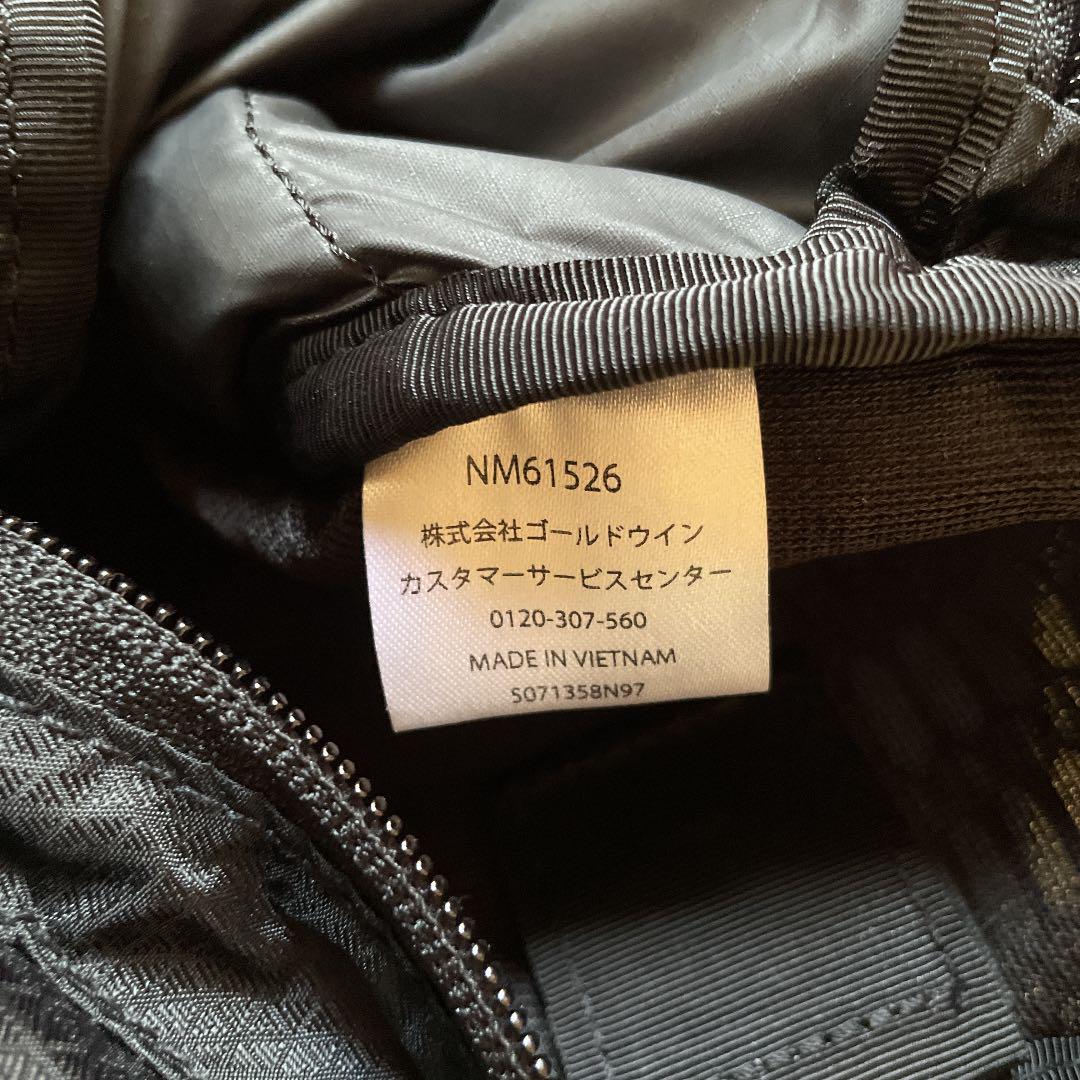 NM61526
株式会社ゴールドウイン
カスタマーサービスセンター
0120-307-560
MADE IN VIETNAM
S071358N97